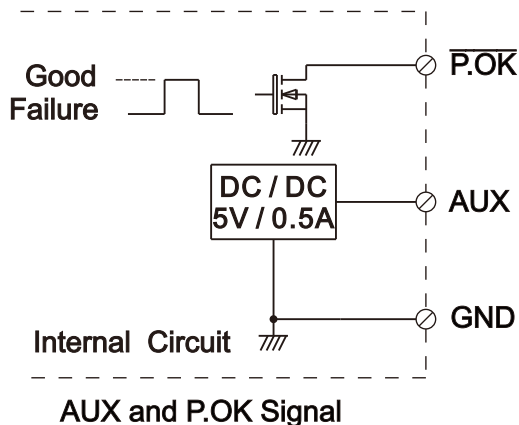 Good
Failure
P.OK
DC / DC
5V / 0.5A
AUX
GND
Internal Circuit
AUX and P.OK Signal